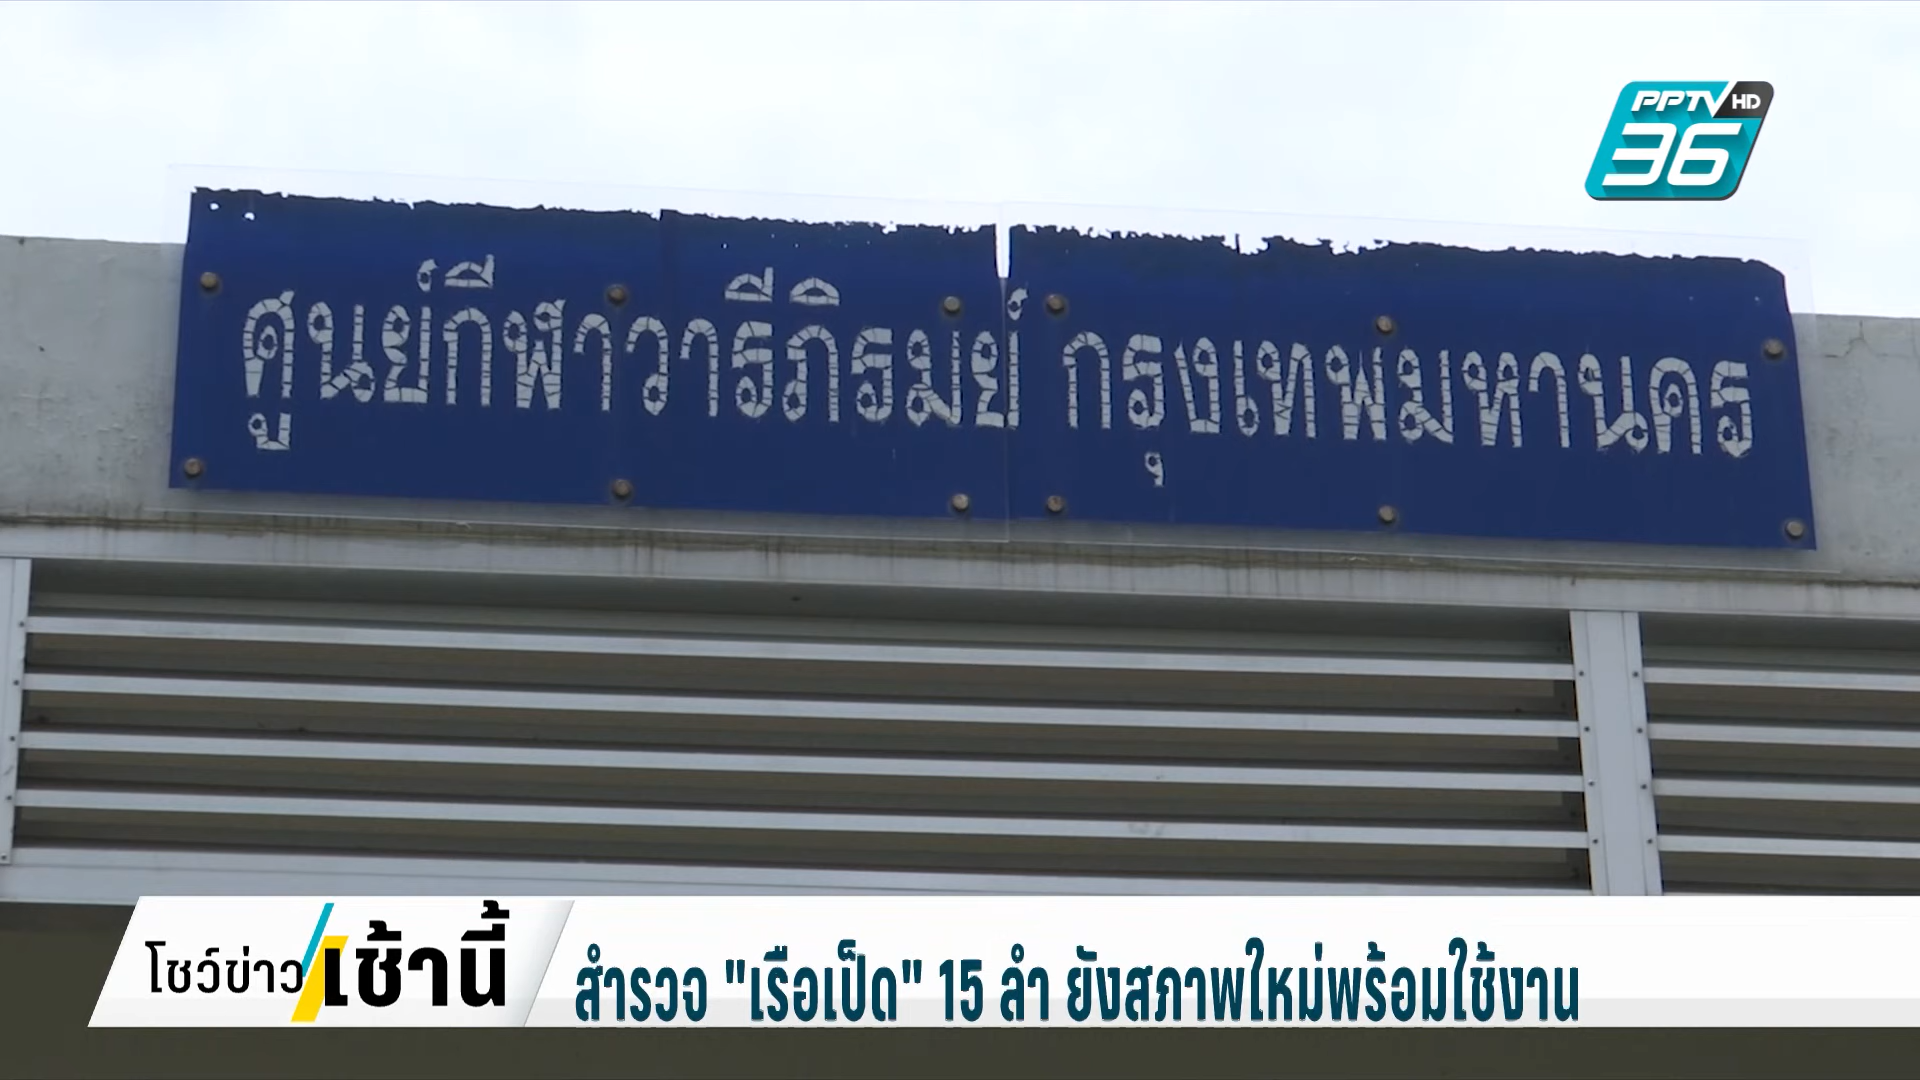 PPTV HD
36
ศูนย์กีฬาวารีภิรมย์ กรุงเทพมหานคร
โชว์ข่าว เช้านี้
สำรวจ "เรือเป็ด" 15 ลำ ยังสภาพใหม่พร้อมใช้งาน